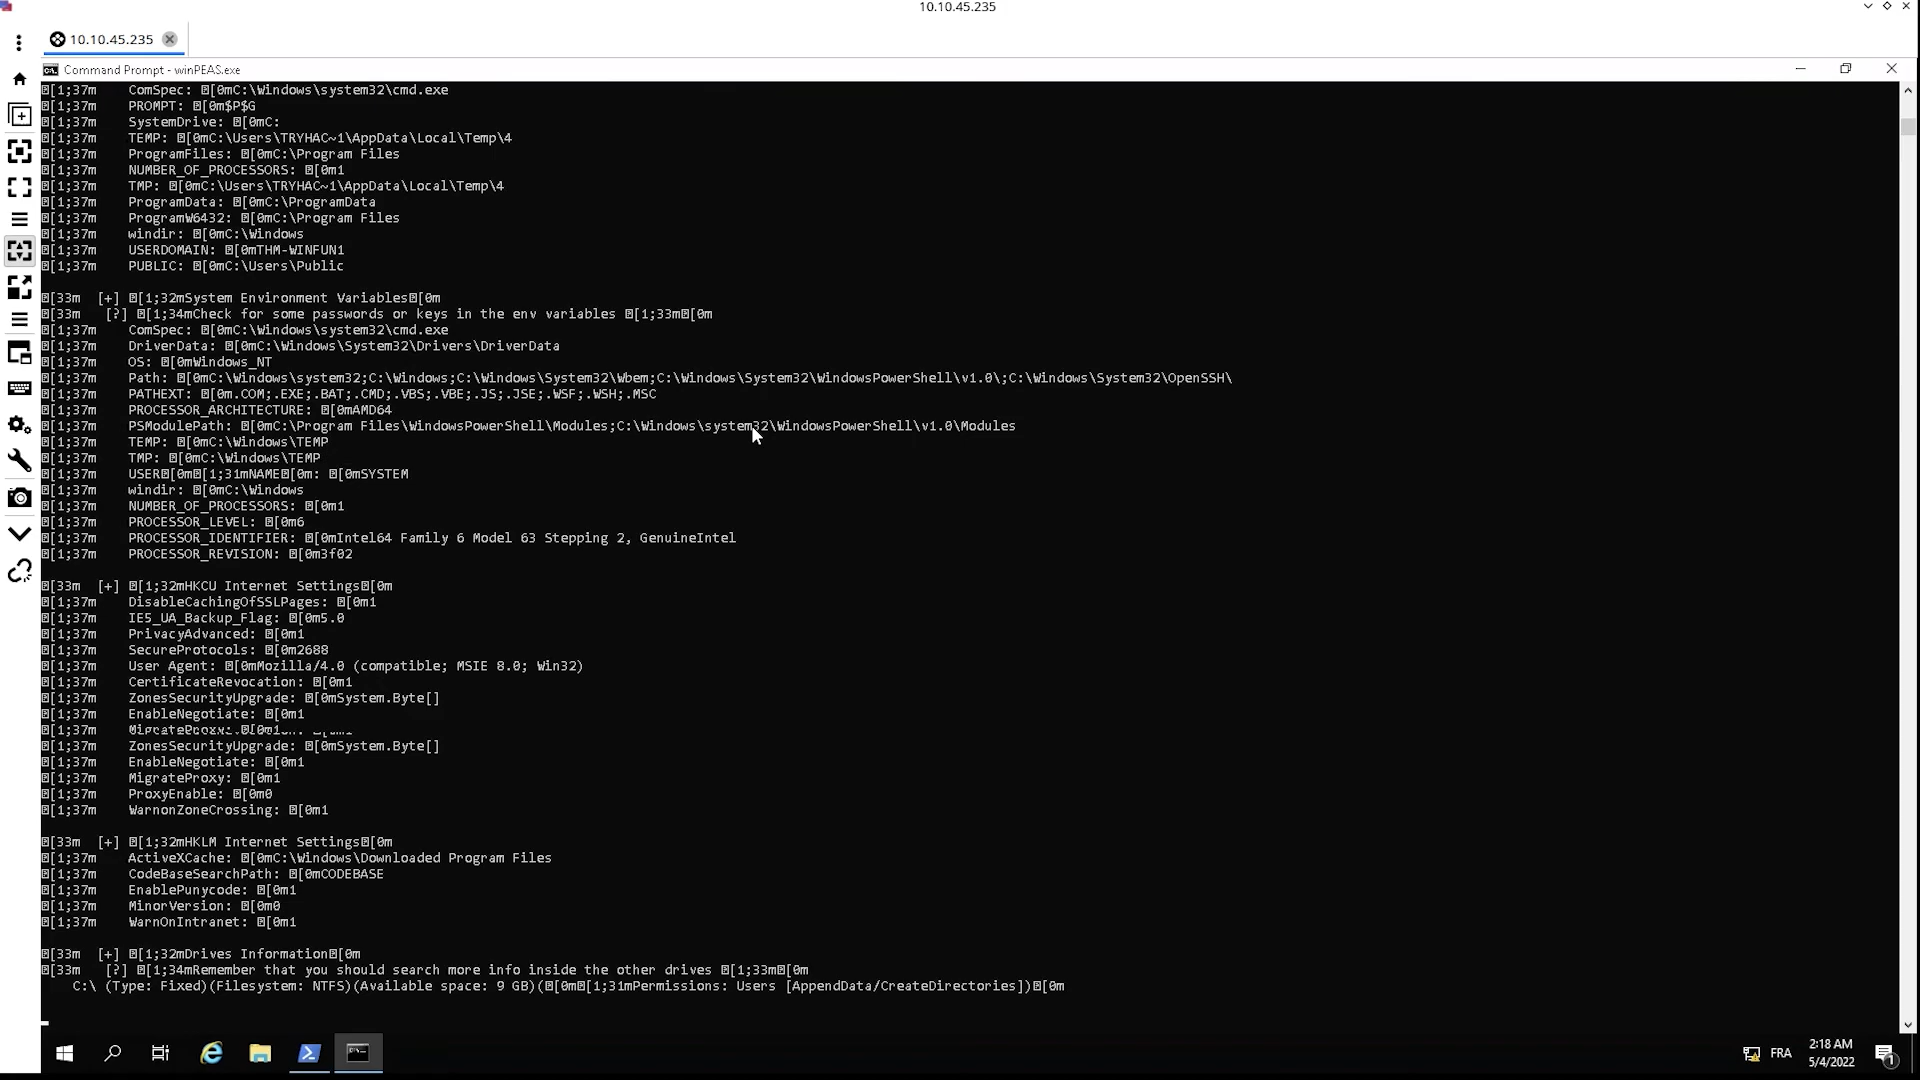 10.10.45.235
10.10.45.235
Command Prompt - winPEAS.exe
[1;37m ComSpec: [0mC:\Windows\system32\cmd.exe
[1;37m PROMPT: [0m$P$G
[1;37m SystemDrive: [0mC:
[1;37m TEMP: [0mC:\Users\TRYHAC~1\AppData\Local\Temp\4
[1;37m ProgramFiles: [0mC:\Program Files
[1;37m NUMBER_OF_PROCESSORS: [0m1
[1;37m TMP: [0mC:\Users\TRYHAC~1\AppData\Local\Temp\4
[1;37m ProgramData: [0mC:\ProgramData
[1;37m ProgramW6432: [0mC:\Program Files
[1;37m windir: [0mC:\Windows
[1;37m USERDOMAIN: [0mTHM-WINFUN1
[1;37m PUBLIC: [0mC:\Users\Public
[33m [+] [1;32mSystem Environment Variables[0m
[33m [?] [1;34mCheck for some passwords or keys in the env variables [1;33m[0m
[1;37m ComSpec: [0mC:\Windows\system32\cmd.exe
[1;37m DriverData: [0mC:\Windows\System32\Drivers\DriverData
[1;37m OS: [0mWindows_NT
[1;37m Path: [0mC:\Windows\system32;C:\Windows;C:\Windows\System32\Wbem;C:\Windows\System32\WindowsPowerShell\v1.0\;C:\Windows\System32\OpenSSH\
[1;37m PATHEXT: [0m.COM;.EXE;.BAT;.CMD;.VBS;.VBE;.JS;.JSE;.WSF;.WSH;.MSC
[1;37m PROCESSOR_ARCHITECTURE: [0mAMD64
[1;37m PSModulePath: [0mC:\Program Files\WindowsPowerShell\Modules;C:\Windows\system32\WindowsPowerShell\v1.0\Modules
[1;37m TEMP: [0mC:\Windows\TEMP
[1;37m TMP: [0mC:\Windows\TEMP
[1;37m USER[0m[1;31mNAME[0m: [0mSYSTEM
[1;37m windir: [0mC:\Windows
[1;37m NUMBER_OF_PROCESSORS: [0m1
[1;37m PROCESSOR_LEVEL: [0m6
[1;37m PROCESSOR_IDENTIFIER: [0mIntel64 Family 6 Model 63 Stepping 2, GenuineIntel
[1;37m PROCESSOR_REVISION: [0m3f02
[33m [+] [1;32mHKCU Internet Settings[0m
[1;37m DisableCachingOfSSLPages: [0m1
[1;37m IE5_UA_Backup_Flag: [0m5.0
[1;37m PrivacyAdvanced: [0m1
[1;37m SecureProtocols: [0m2688
[1;37m User Agent: [0mMozilla/4.0 (compatible; MSIE 8.0; Win32)
[1;37m CertificateRevocation: [0m1
[1;37m ZonesSecurityUpgrade: [0mSystem.Byte[]
[1;37m EnableNegotiate: [0m1
[1;37m
[1;37m ZonesSecurityUpgrade: [0mSystem.Byte[]
[1;37m EnableNegotiate: [0m1
[1;37m MigrateProxy: [0m1
[1;37m ProxyEnable: [0m0
[1;37m WarnonZoneCrossing: [0m1
[33m [+] [1;32mHKLM Internet Settings[0m
[1;37m ActiveXCache: [0mC:\Windows\Downloaded Program Files
[1;37m CodeBaseSearchPath: [0mCODEBASE
[1;37m EnablePunycode: [0m1
[1;37m MinorVersion: [0m0
[1;37m WarnOnIntranet: [0m1
[33m [+] [1;32mDrives Information[0m
[33m [?] [1;34mRemember that you should search more info inside the other drives [1;33m[0m
C:\ (Type: Fixed)(Filesystem: NTFS)(Available space: 9 GB)([0m[1;31mPermissions: Users [AppendData/CreateDirectories])[0m
FRA
2:18 AM
5/4/2022
1